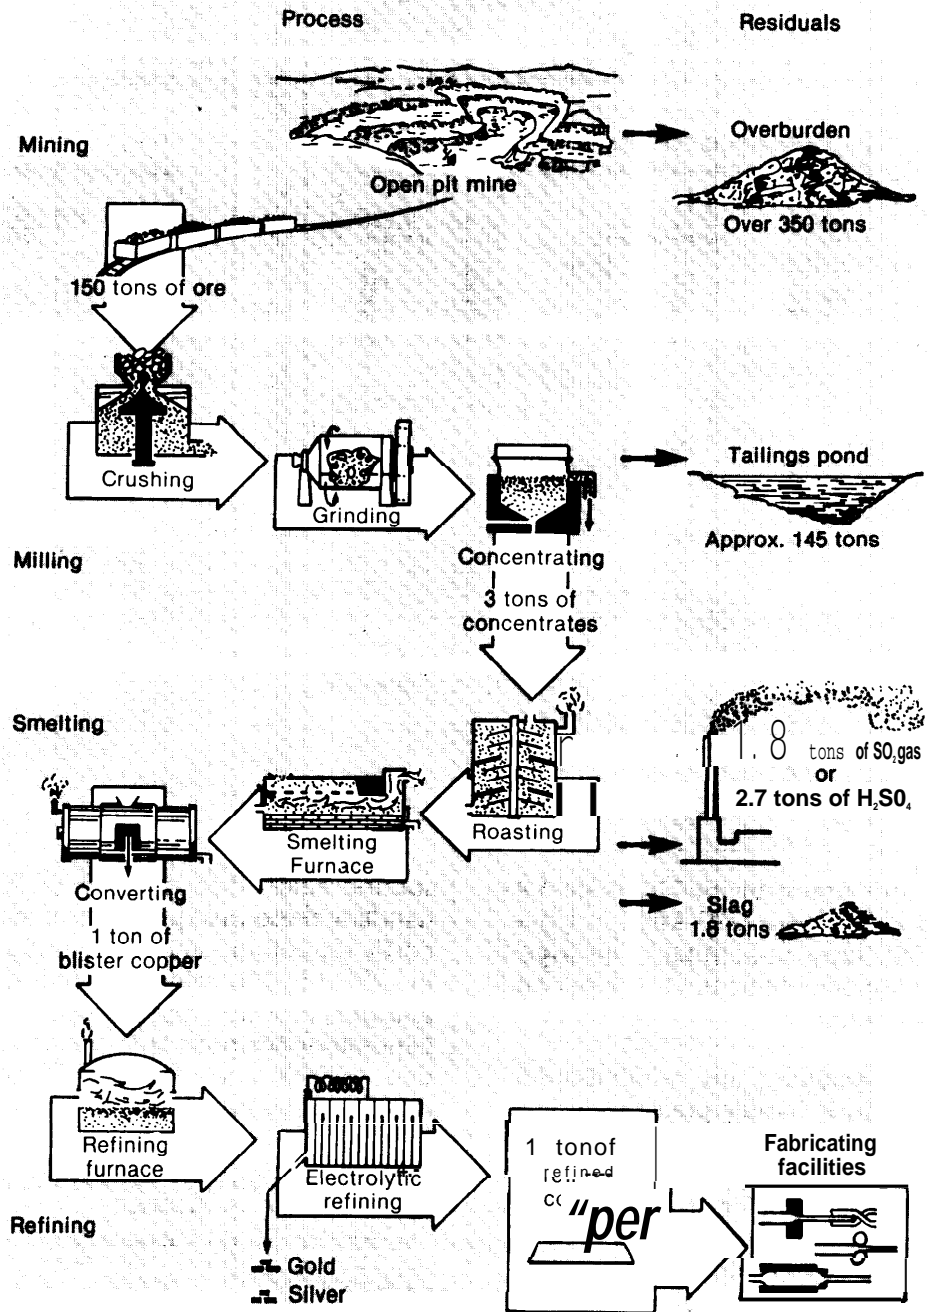 Process
Residuals
Mining
Open pit mine
Overburden
Over 350 tons
150 tons of ore
Crushing
Grinding
Tailings pond
Approx. 145 tons
Milling
Concentrating
3 tons of
concentrates
Smelting
1.8 tons of SO₂ gas
or
2.7 tons of H₂SO₄
Roasting
Smelting
Furnace
Converting
Slag
1.8 tons
1 ton of
blister copper
Refining
furnace
Electrolytic
refining
1 tonof
refined
cc "per
Fabricating
facilities
Refining
Gold
Silver